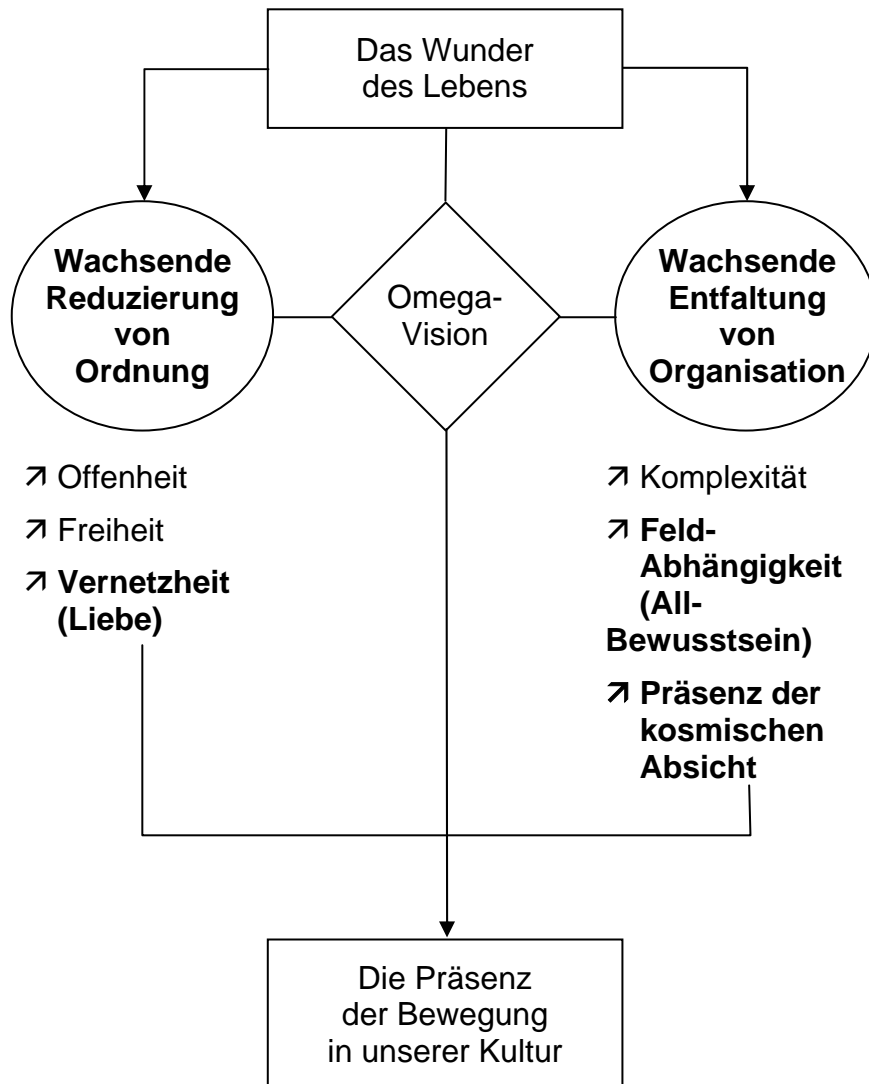 Das Wunder
des Lebens
Wachsende
Reduzierung
von
Ordnung
Omega-
Vision
Wachsende
Entfaltung
von
Organisation
↗ Offenheit
↗ Freiheit
↗ Vernetzheit
(Liebe)
↗ Komplexität
↗ Feld-
Abhängigkeit
(All-
Bewusstsein)
↗ Präsenz der
kosmischen
Absicht
Die Präsenz
der Bewegung
in unserer Kultur